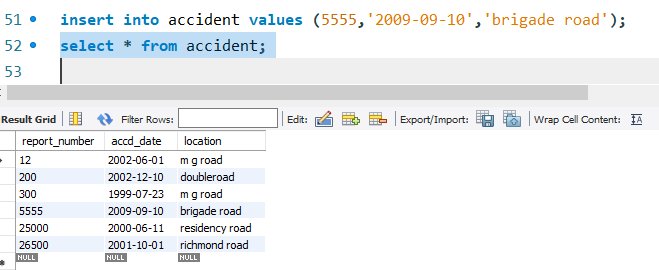 51 insert into accident values (5555,'2009-09-10','brigade road');
52 select * from accident;
53
Result Grid Filter Rows: Edit: Export/Import: Wrap Cell Content:
report_number accd_date location
12 2002-06-01 m g road
200 2002-12-10 doubleroad
300 1999-07-23 m g road
5555 2009-09-10 brigade road
25000 2000-06-11 residency road
26500 2001-10-01 richmond road
NULL NULL NULL